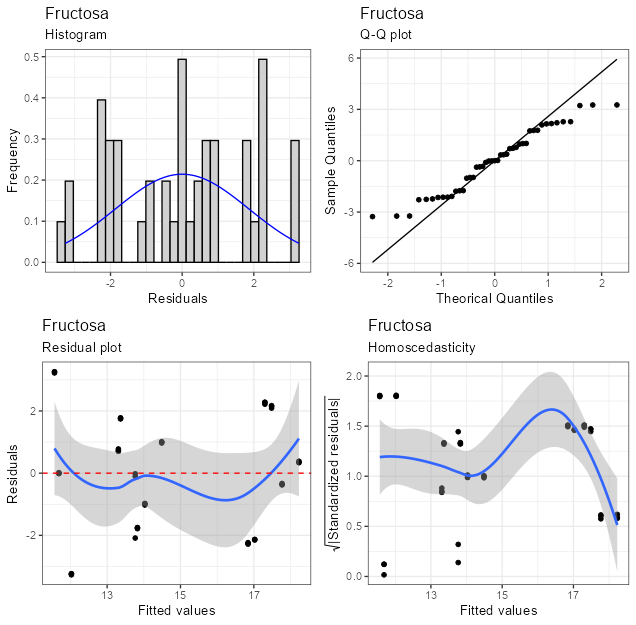 Fructosa
Histogram
0.5
0.4
0.3
0.2
0.1
0.0
Frequency
-2
0
2
Residuals
Fructosa
Q-Q plot
6
3
0
-3
-6
Sample Quantiles
-2
-1
0
1
2
Theorical Quantiles
Fructosa
Residual plot
2
0
-2
Residuals
13
15
17
Fitted values
Fructosa
Homoscedasticity
2.0
1.5
1.0
0.5
0.0
√|Standardized residuals|
13
15
17
Fitted values